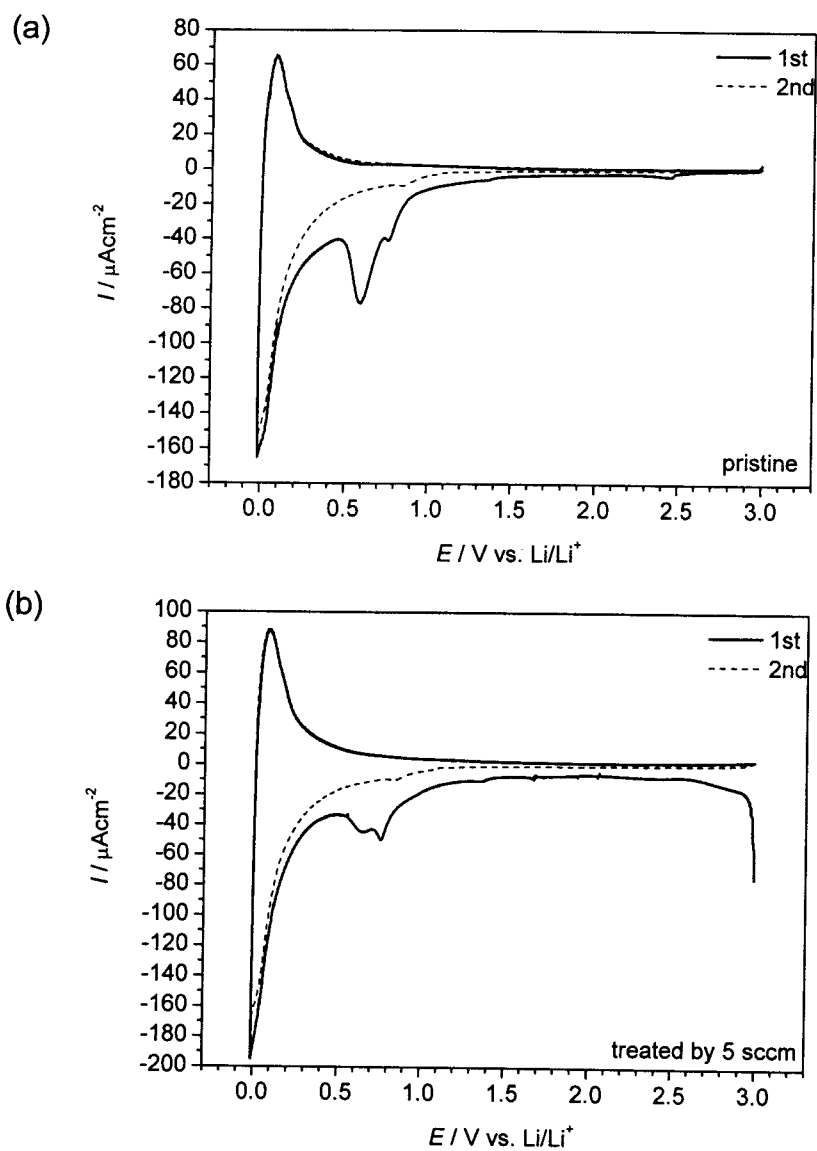 (a)
80
60
40
20
0
-20
-40
-60
-80
-100
-120
-140
-160
-180
I / µAcm-2
1st
2nd
pristine
0.0 0.5 1.0 1.5 2.0 2.5 3.0
E / V vs. Li/Li+
(b)
100
80
60
40
20
0
-20
-40
-60
-80
-100
-120
-140
-160
-180
-200
I / µAcm-2
1st
2nd
treated by 5 sccm
0.0 0.5 1.0 1.5 2.0 2.5 3.0
E / V vs. Li/Li+